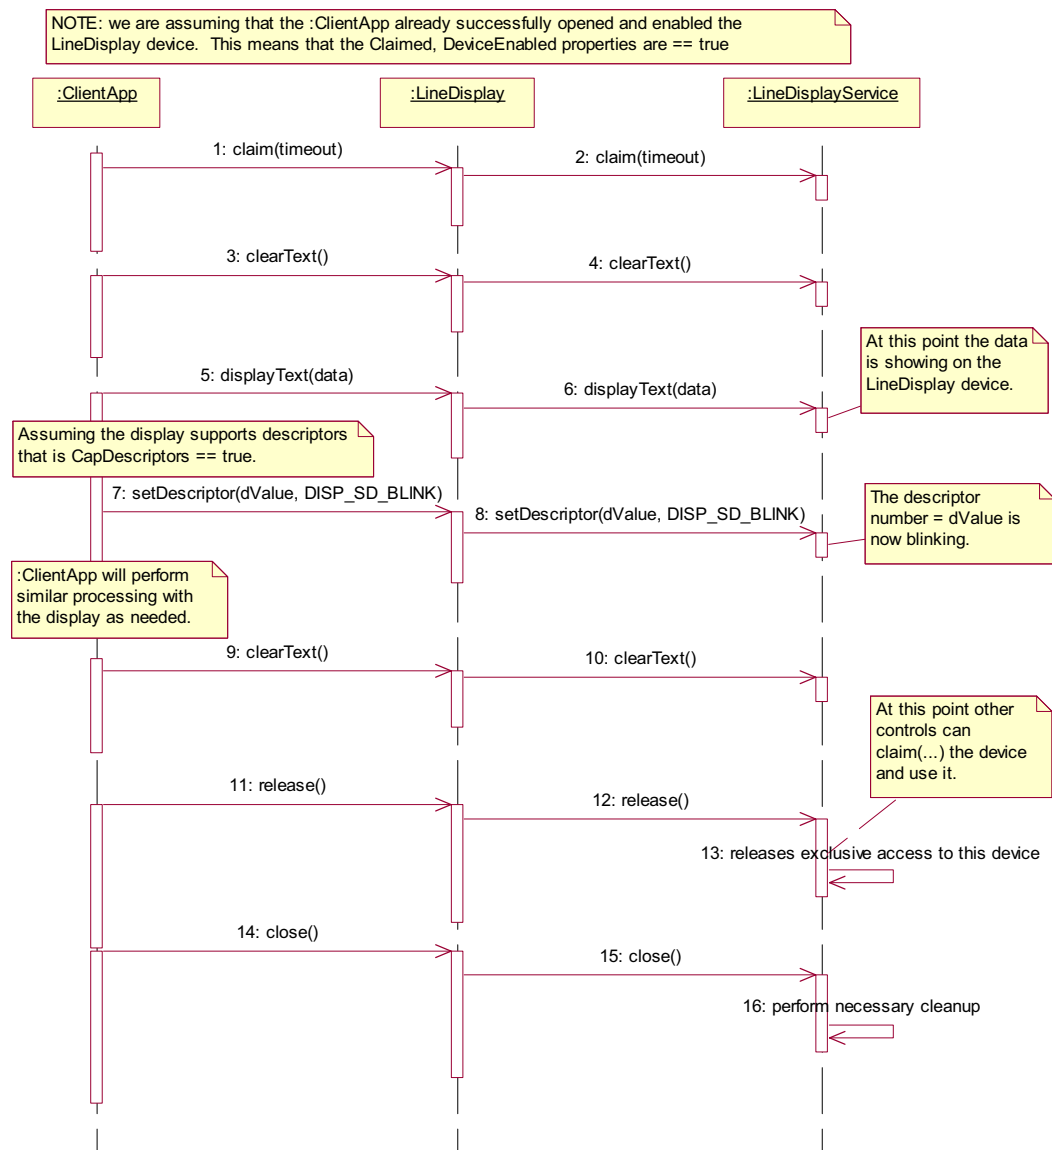 NOTE: we are assuming that the :ClientApp already successfully opened and enabled the
LineDisplay device.  This means that the Claimed, DeviceEnabled properties are == true
:ClientApp
:LineDisplay
:LineDisplayService
1: claim(timeout)
2: claim(timeout)
3: clearText()
4: clearText()
At this point the data
is showing on the
LineDisplay device.
5: displayText(data)
6: displayText(data)
Assuming the display supports descriptors
that is CapDescriptors == true.
7: setDescriptor(dValue, DISP_SD_BLINK)
8: setDescriptor(dValue, DISP_SD_BLINK)
The descriptor
number = dValue is
now blinking.
:ClientApp will perform
similar processing with
the display as needed.
9: clearText()
10: clearText()
At this point other
controls can
claim(...) the device
and use it.
11: release()
12: release()
13: releases exclusive access to this device
14: close()
15: close()
16: perform necessary cleanup